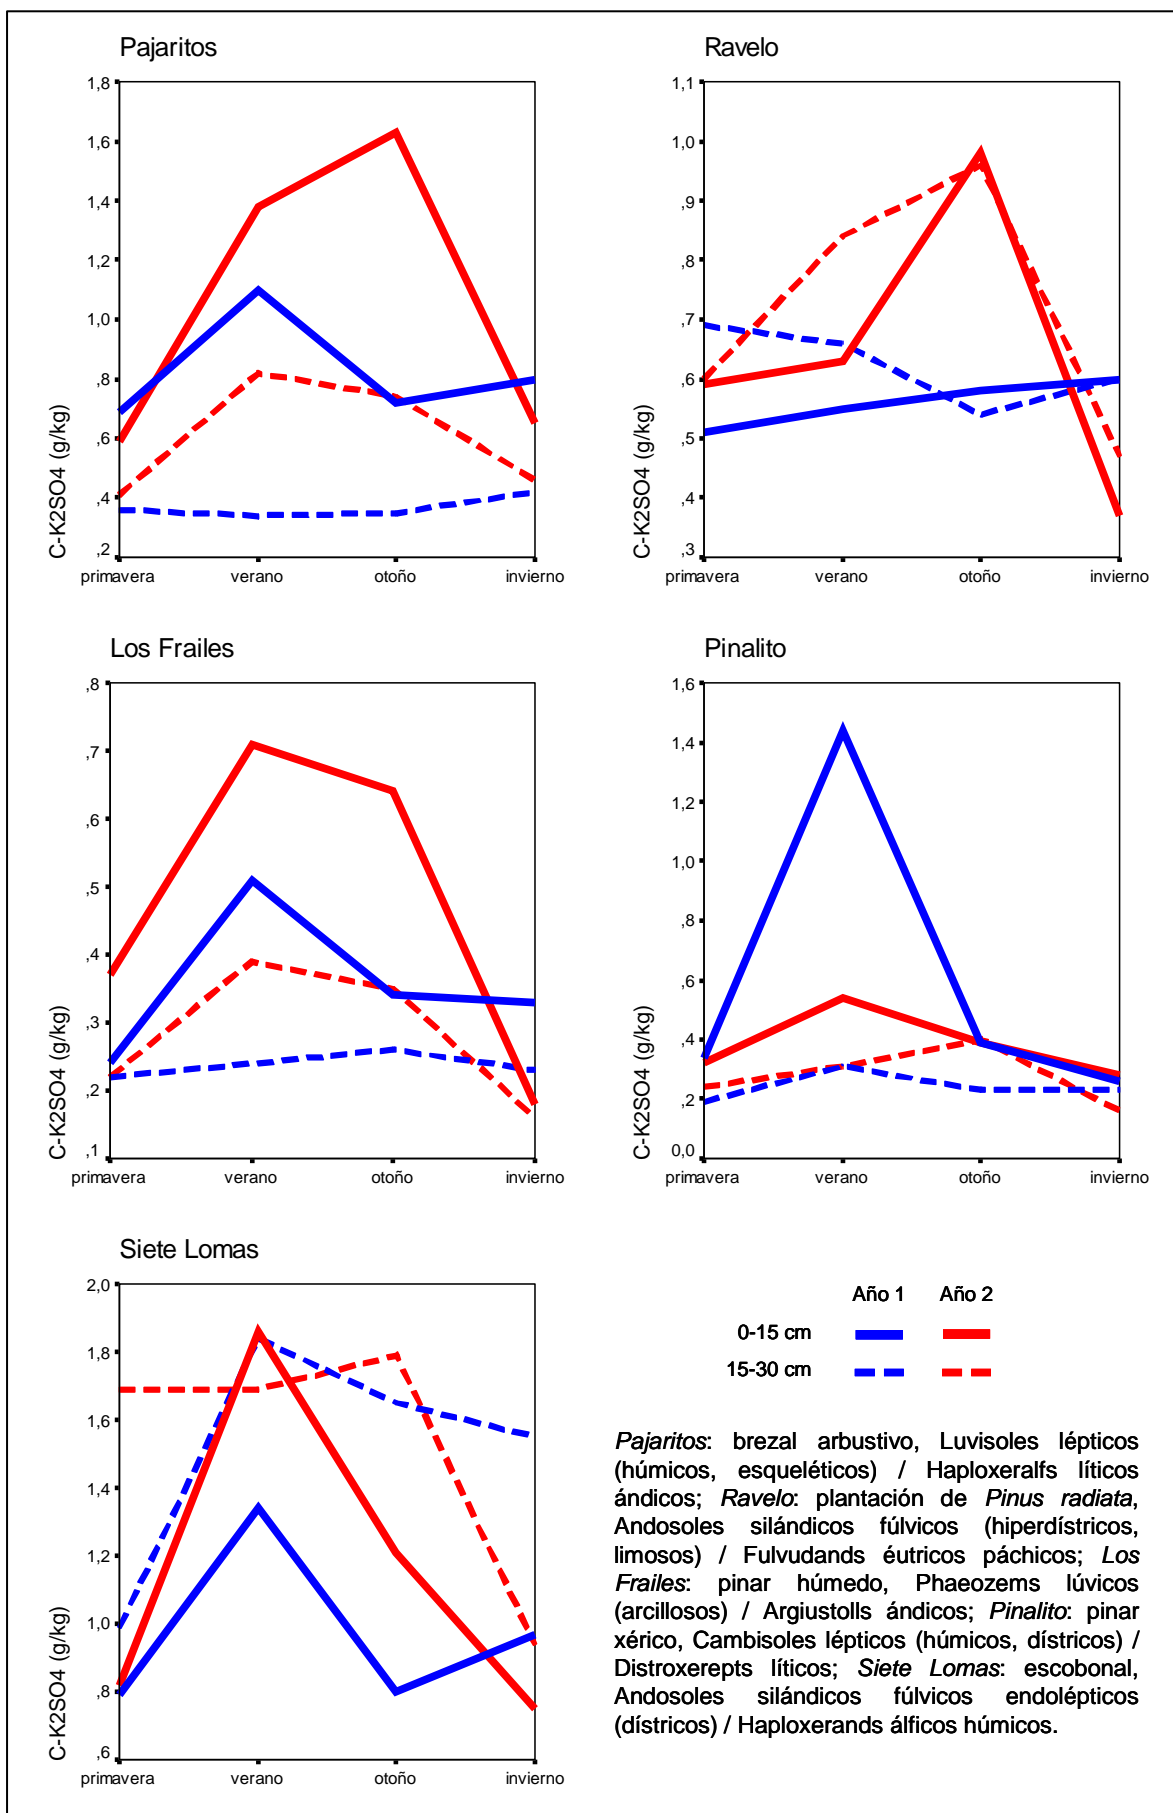 Pajaritos
1,8
1,6
1,4
1,2
1,0
,8
,6
,4
,2
C-K2SO4 (g/kg)
primavera verano otoño invierno
Ravelo
1,1
1,0
,9
,8
,7
,6
,5
,4
,3
C-K2SO4 (g/kg)
primavera verano otoño invierno
Los Frailes
,8
,7
,6
,5
,4
,3
,2
,1
C-K2SO4 (g/kg)
primavera verano otoño invierno
Pinalito
1,6
1,4
1,2
1,0
,8
,6
,4
,2
0,0
C-K2SO4 (g/kg)
primavera verano otoño invierno
Siete Lomas
2,0
1,8
1,6
1,4
1,2
1,0
,8
,6
C-K2SO4 (g/kg)
primavera verano otoño invierno
Año 1 Año 2
0-15 cm
15-30 cm
Pajaritos: brezal arbustivo, Luvisoles lépticos
(húmicos, esqueléticos) / Haploxeralfs líticos
ándicos; Ravelo: plantación de Pinus radiata,
Andosoles silándicos fúlvicos (hiperdístricos,
limosos) / Fulvudands éutricos páchicos; Los
Frailes: pinar húmedo, Phaeozems lúvicos
(arcillosos) / Argiustolls ándicos; Pinalito: pinar
xérico, Cambisoles lépticos (húmicos, dístricos) /
Distroxerepts líticos; Siete Lomas: escobonal,
Andosoles silándicos fúlvicos endolépticos
(dístricos) / Haploxerands álficos húmicos.